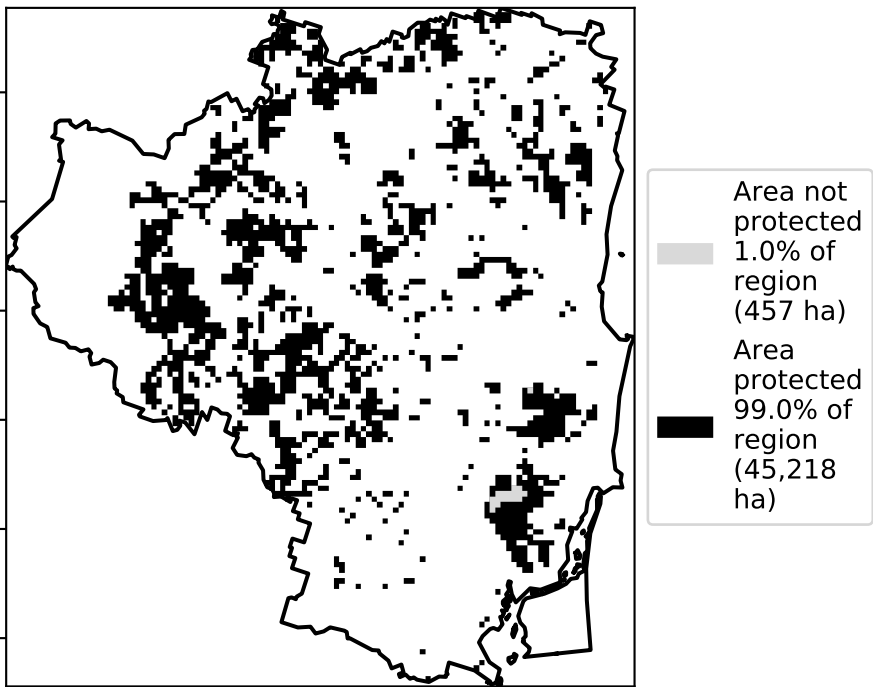 Area not
protected
1.0% of
region
(457 ha)
Area
protected
99.0% of
region
(45,218
ha)